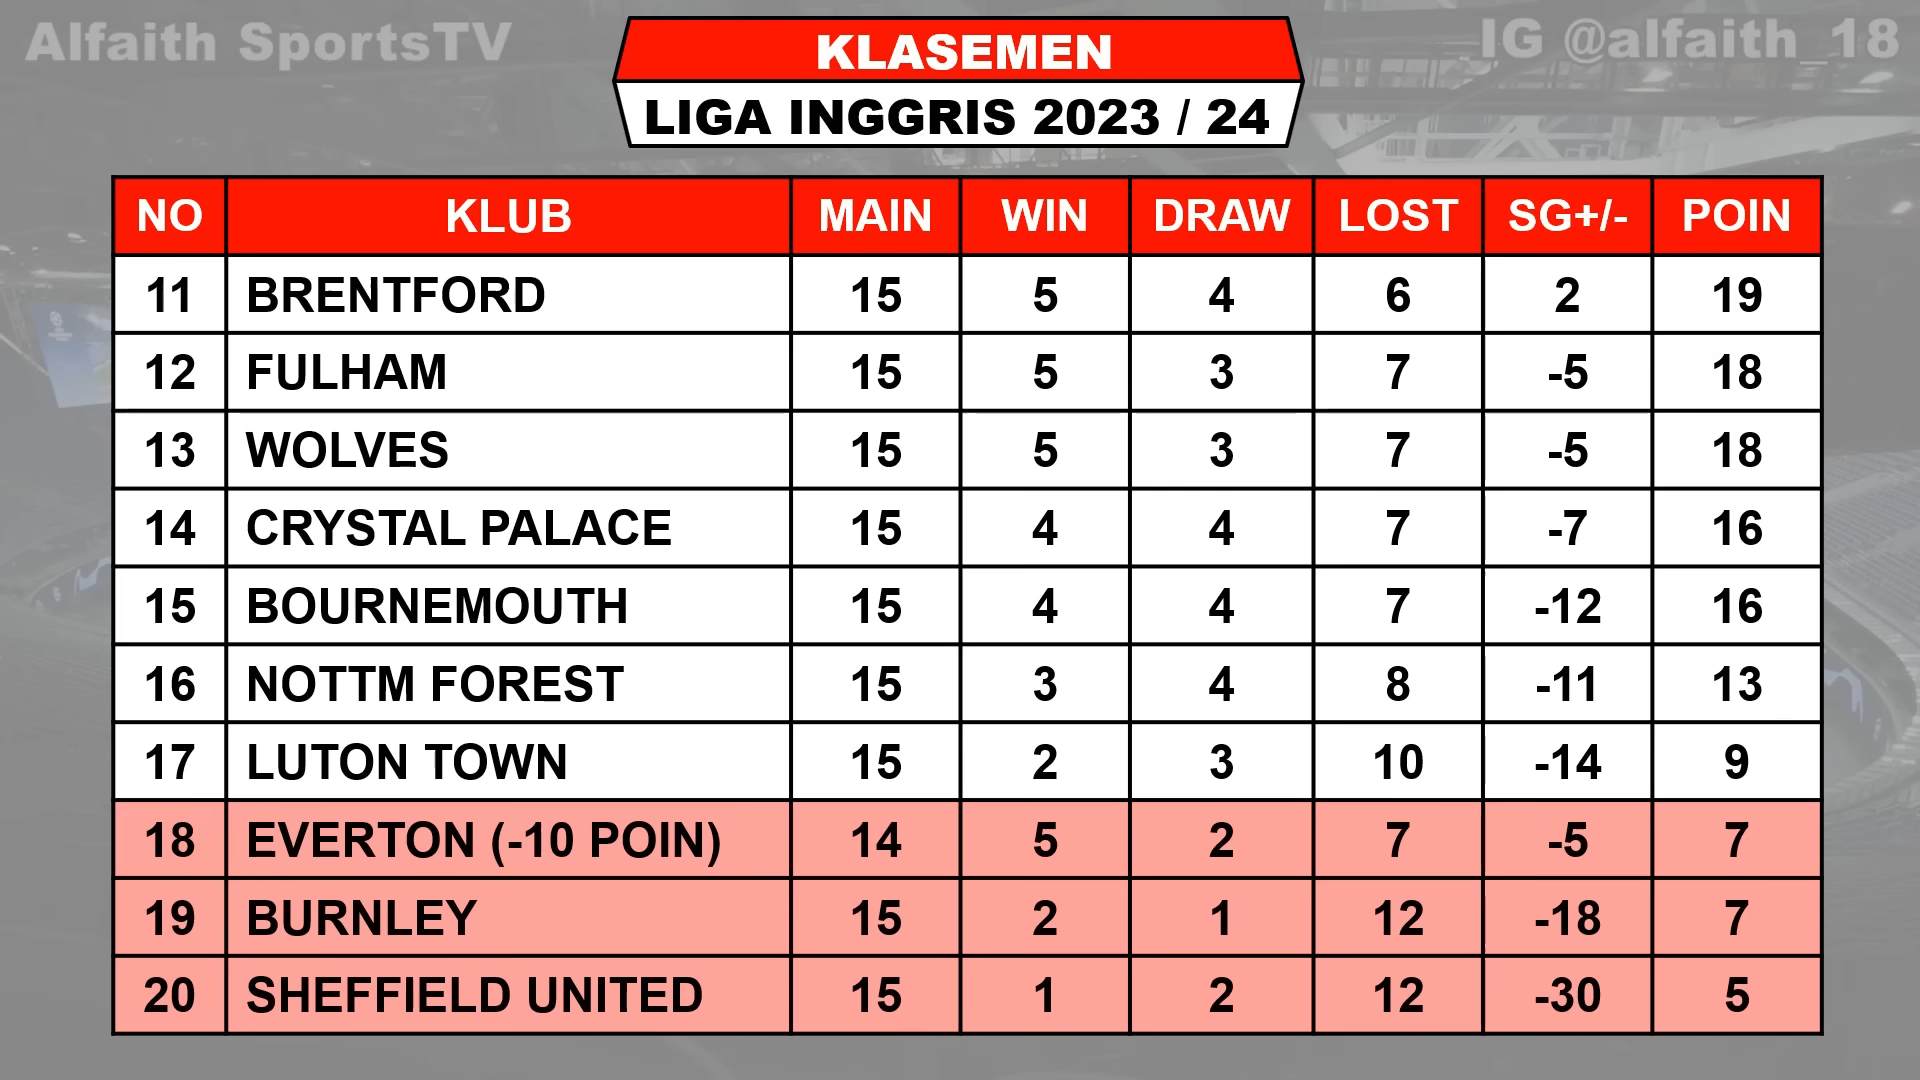 Alfaith SportsTV
KLASEMEN
IG @alfaith_18
LIGA INGGRIS 2023 / 24
NO KLUB MAIN WIN DRAW LOST SG+/- POIN
11 BRENTFORD 15 5 4 6 2 19
12 FULHAM 15 5 3 7 -5 18
13 WOLVES 15 5 3 7 -5 18
14 CRYSTAL PALACE 15 4 4 7 -7 16
15 BOURNEMOUTH 15 4 4 7 -12 16
16 NOTTM FOREST 15 3 4 8 -11 13
17 LUTON TOWN 15 2 3 10 -14 9
18 EVERTON (-10 POIN) 14 5 2 7 -5 7
19 BURNLEY 15 2 1 12 -18 7
20 SHEFFIELD UNITED 15 1 2 12 -30 5